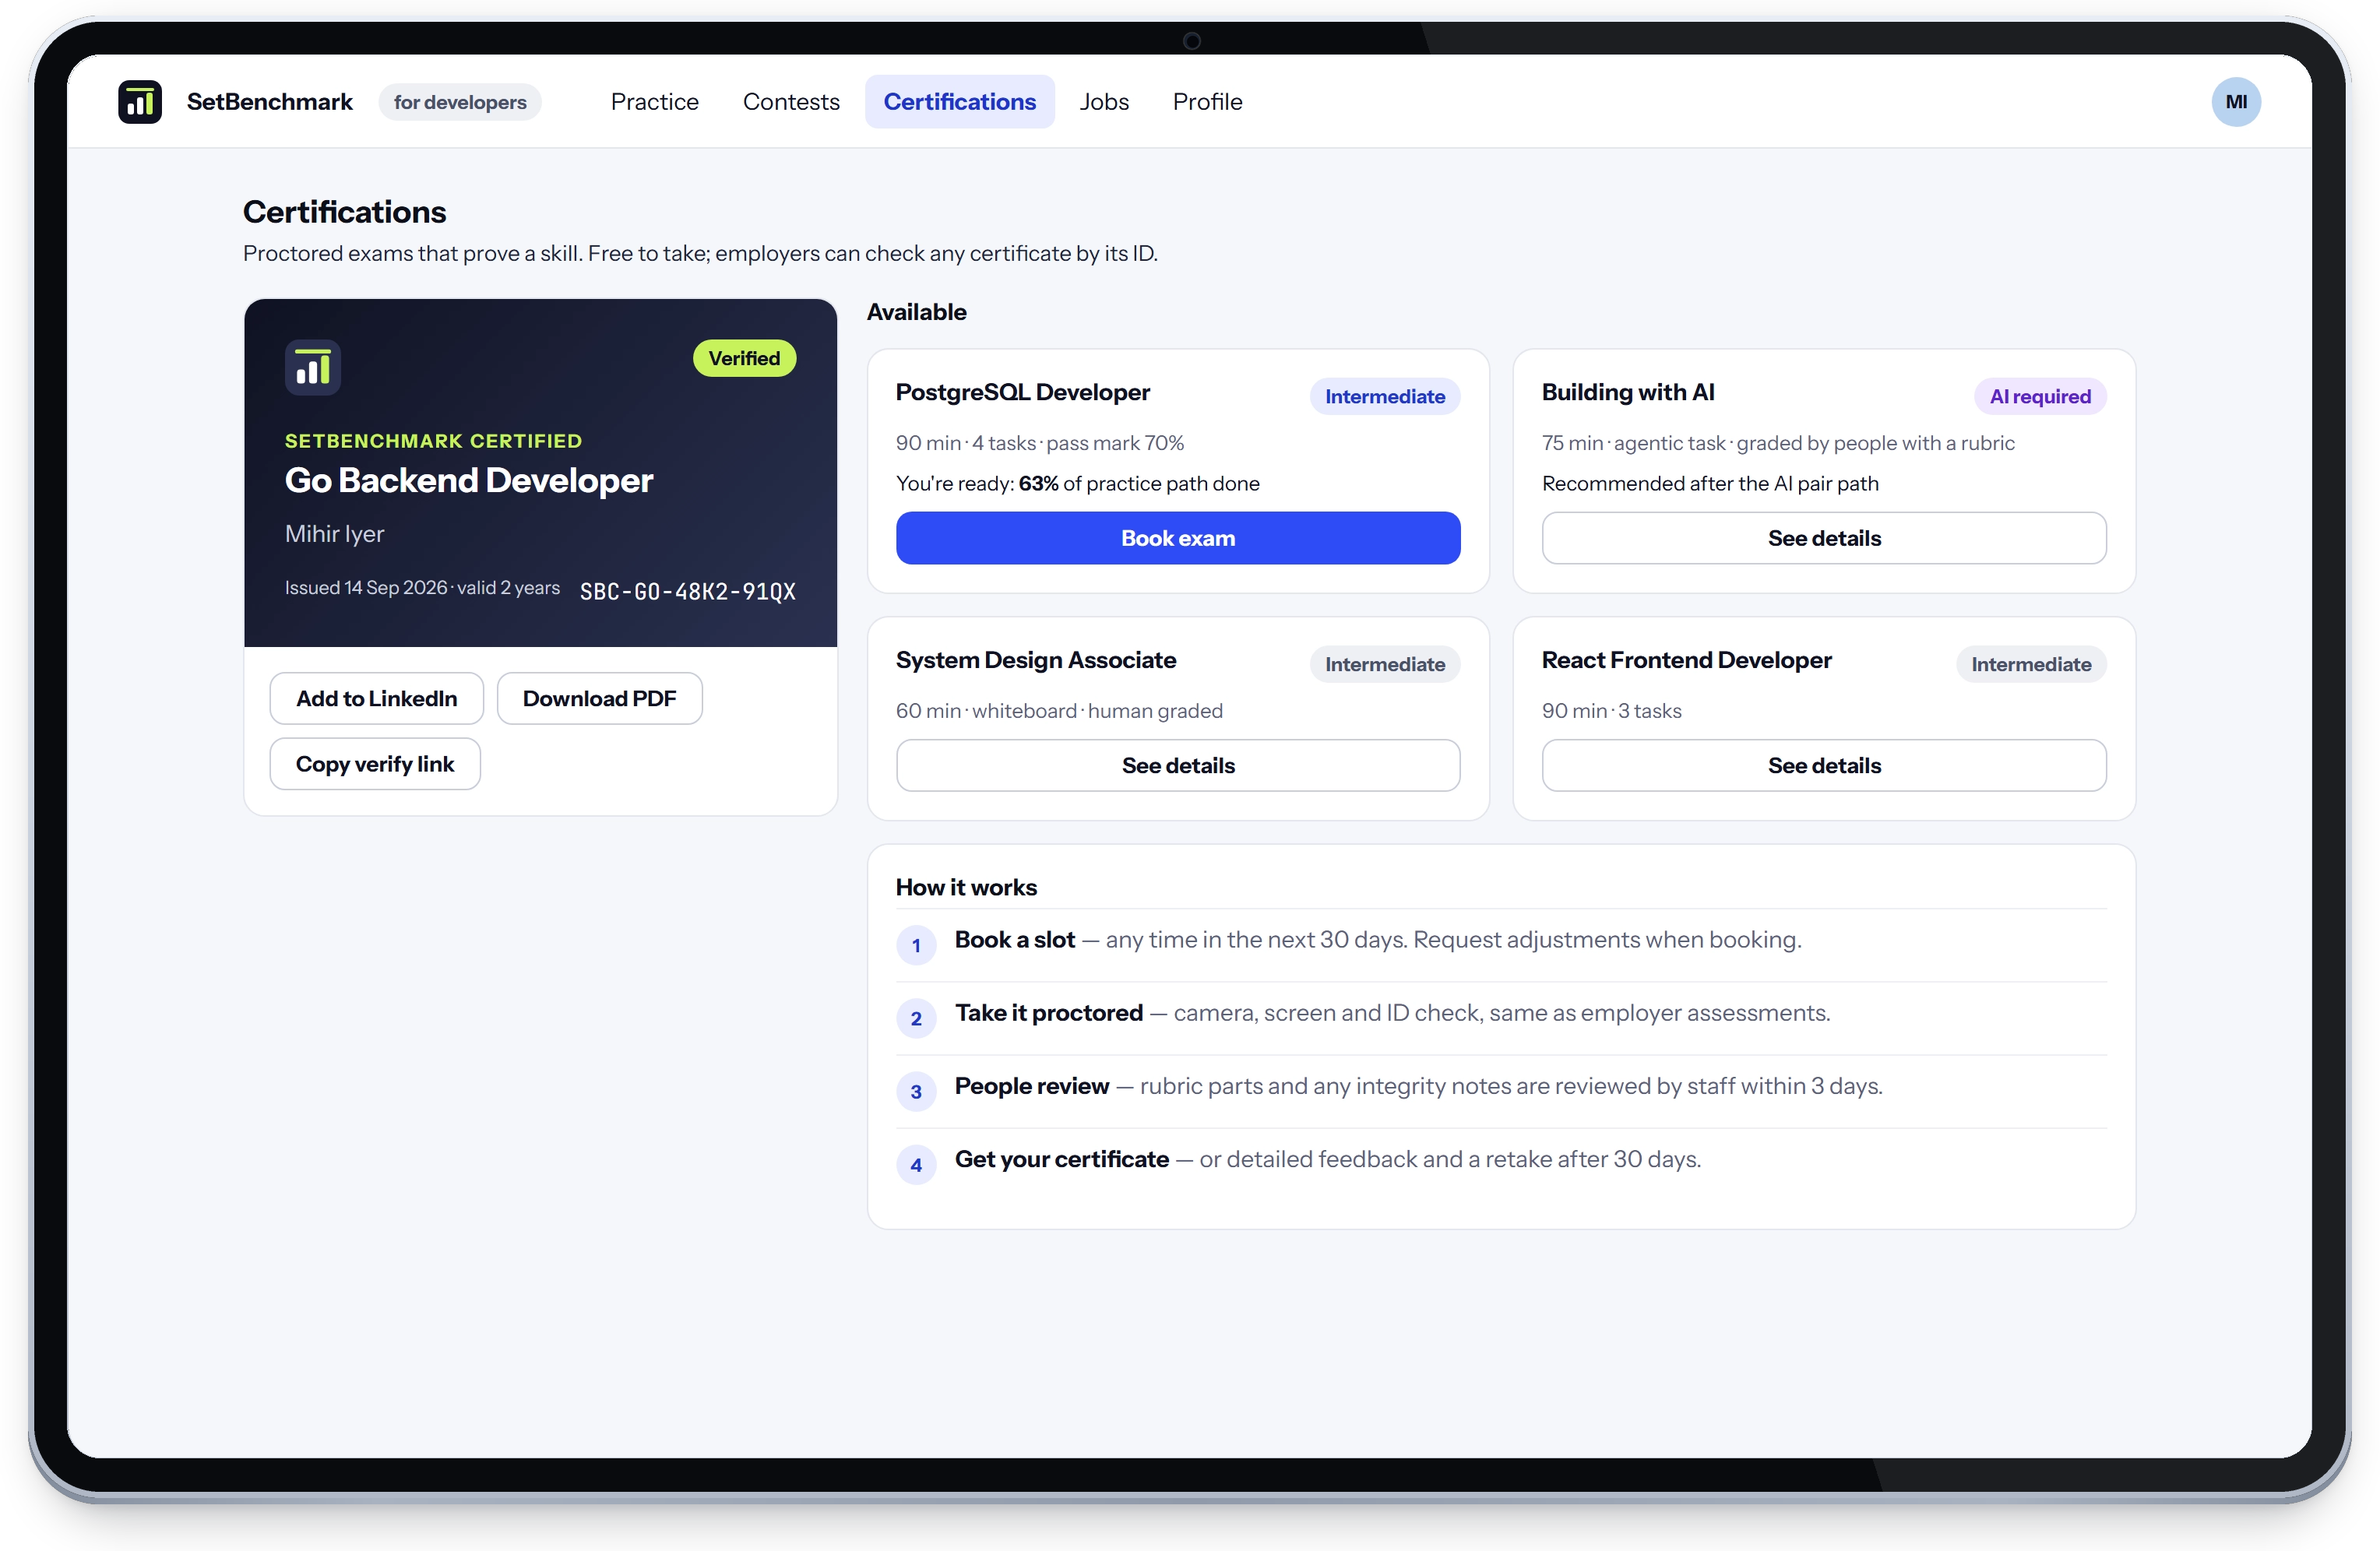 SetBenchmark for developers Practice Contests Certifications Jobs Profile MI
Certifications
Proctored exams that prove a skill. Free to take; employers can check any certificate by its ID.
Verified
SETBENCHMARK CERTIFIED
Go Backend Developer
Mihir Iyer
Issued 14 Sep 2026 · valid 2 years SBC-GO-48K2-91QX
Add to LinkedIn Download PDF
Copy verify link
Available
PostgreSQL Developer Intermediate
90 min · 4 tasks · pass mark 70%
You're ready: 63% of practice path done
Book exam
Building with AI AI required
75 min · agentic task · graded by people with a rubric
Recommended after the AI pair path
See details
System Design Associate Intermediate
60 min · whiteboard · human graded
See details
React Frontend Developer Intermediate
90 min · 3 tasks
See details
How it works
1 Book a slot — any time in the next 30 days. Request adjustments when booking.
2 Take it proctored — camera, screen and ID check, same as employer assessments.
3 People review — rubric parts and any integrity notes are reviewed by staff within 3 days.
4 Get your certificate — or detailed feedback and a retake after 30 days.